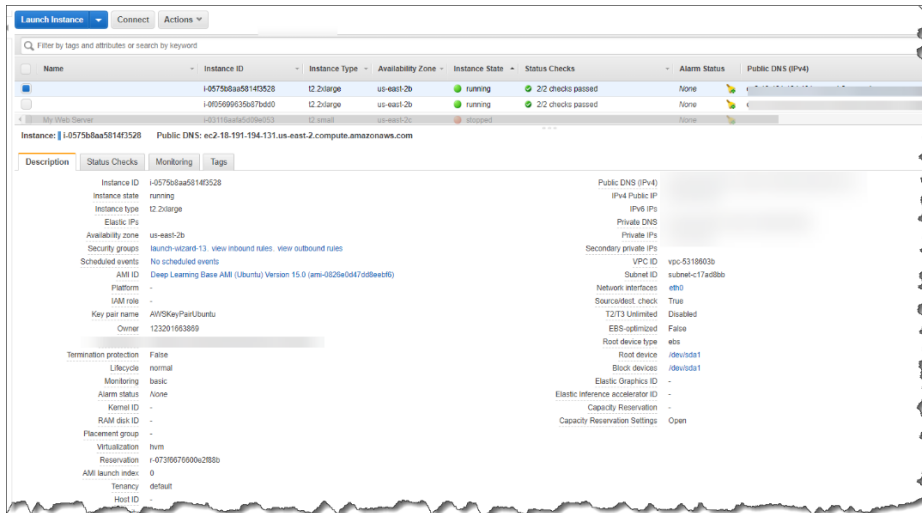 Launch Instance Connect Actions
Filter by tags and attributes or search by keyword
Name Instance ID Instance Type Availability Zone Instance State Status Checks Alarm Status Public DNS (IPv4)
i-0575b8aa5814f3528 t2.2xlarge us-east-2b running 2/2 checks passed None
i-0f05699635b87bdd0 t2.2xlarge us-east-2b running 2/2 checks passed None
My Web Server t2.small us-east-2c stopped None
Instance: i-0575b8aa5814f3528 Public DNS: ec2-18-191-194-131.us-east-2.compute.amazonaws.com
Description Status Checks Monitoring Tags
Instance ID i-0575b8aa5814f3528 Public DNS (IPv4)
Instance state running IPv4 Public IP
Instance type t2.2xlarge IPv6 IPs
Elastic IPs Private DNS
Availability zone us-east-2b Private IPs
Security groups launch-wizard-13. view inbound rules. view outbound rules Secondary private IPs
Scheduled events No scheduled events VPC ID vpc-5318603b
AMI ID Deep Learning Base AMI (Ubuntu) Version 15.0 (ami-0826e0d47dd8eebf6) Subnet ID subnet-c17ad8bb
Platform - Network interfaces eth0
IAM role - Source/dest. check True
Key pair name AWSKeyPairUbuntu T2/T3 Unlimited Disabled
Owner 123201663869 EBS-optimized False
Root device type ebs
Termination protection False Root device /dev/sda1
Lifecycle normal Block devices /dev/sda1
Monitoring basic Elastic Graphics ID -
Alarm status None Elastic Inference accelerator ID -
Kernel ID - Capacity Reservation -
RAM disk ID - Capacity Reservation Settings Open
Placement group -
Virtualization hvm
Reservation r-073f6676600e2f88b
AMI launch index 0
Tenancy default
Host ID -